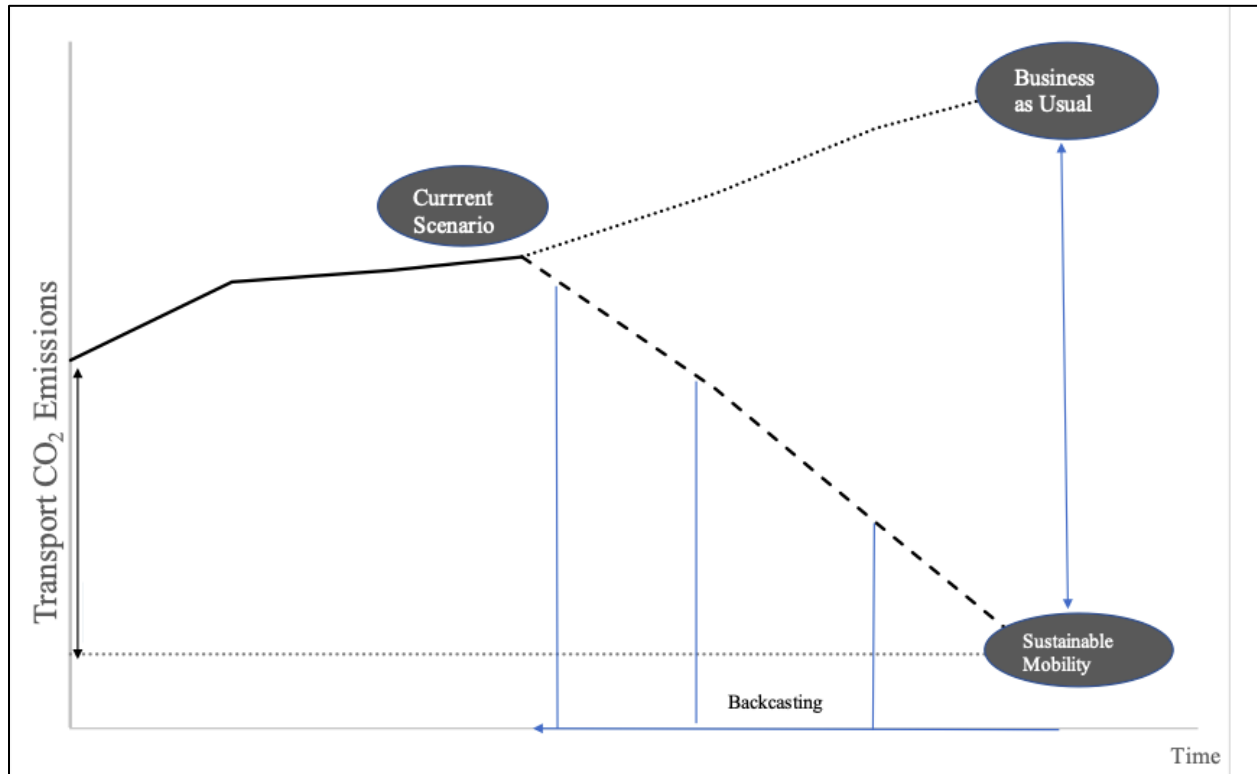 Business
as Usual
Currrent
Scenario
Transport CO₂ Emissions
Sustainable
Mobility
Backcasting
Time